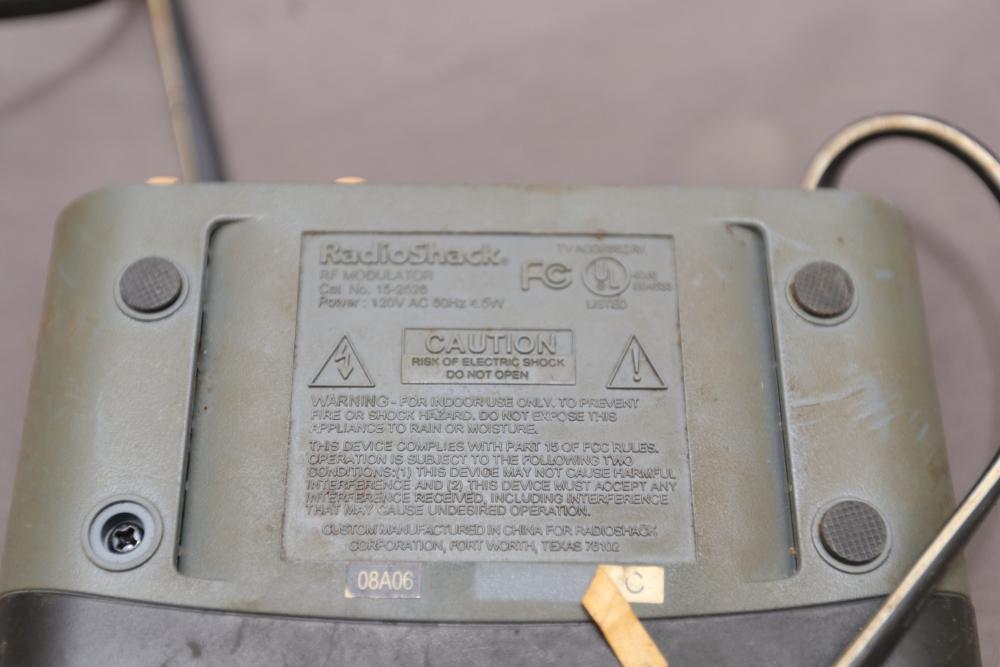 RadioShack®
TV ACCESSORY
RF MODULATOR
Cat. No. 15-2526
Power : 120V AC 60Hz 4.5W
FC
UL
LISTED
CAUTION
RISK OF ELECTRIC SHOCK
DO NOT OPEN
WARNING - FOR INDOOR USE ONLY. TO PREVENT
FIRE OR SHOCK HAZARD. DO NOT EXPOSE THIS
APPLIANCE TO RAIN OR MOISTURE.
THIS DEVICE COMPLIES WITH PART 15 OF FCC RULES.
OPERATION IS SUBJECT TO THE FOLLOWING TWO
CONDITIONS:(1) THIS DEVICE MAY NOT CAUSE HARMFUL
INTERFERENCE AND (2) THIS DEVICE MUST ACCEPT ANY
INTERFERENCE RECEIVED, INCLUDING INTERFERENCE
THAT MAY CAUSE UNDESIRED OPERATION.
CUSTOM MANUFACTURED IN CHINA FOR RADIOSHACK
CORPORATION, FORT WORTH, TEXAS 76102
08A06
C